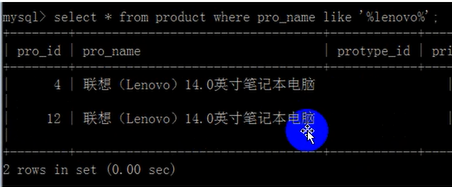 mysql> select * from product where pro_name like '%lenovo%';
| pro_id | pro_name | protype_id | pri
| 4 | 联想（Lenovo）14.0英寸笔记本电脑
| 12 | 联想（Lenovo）14.0英寸笔记本电脑
2 rows in set (0.00 sec)